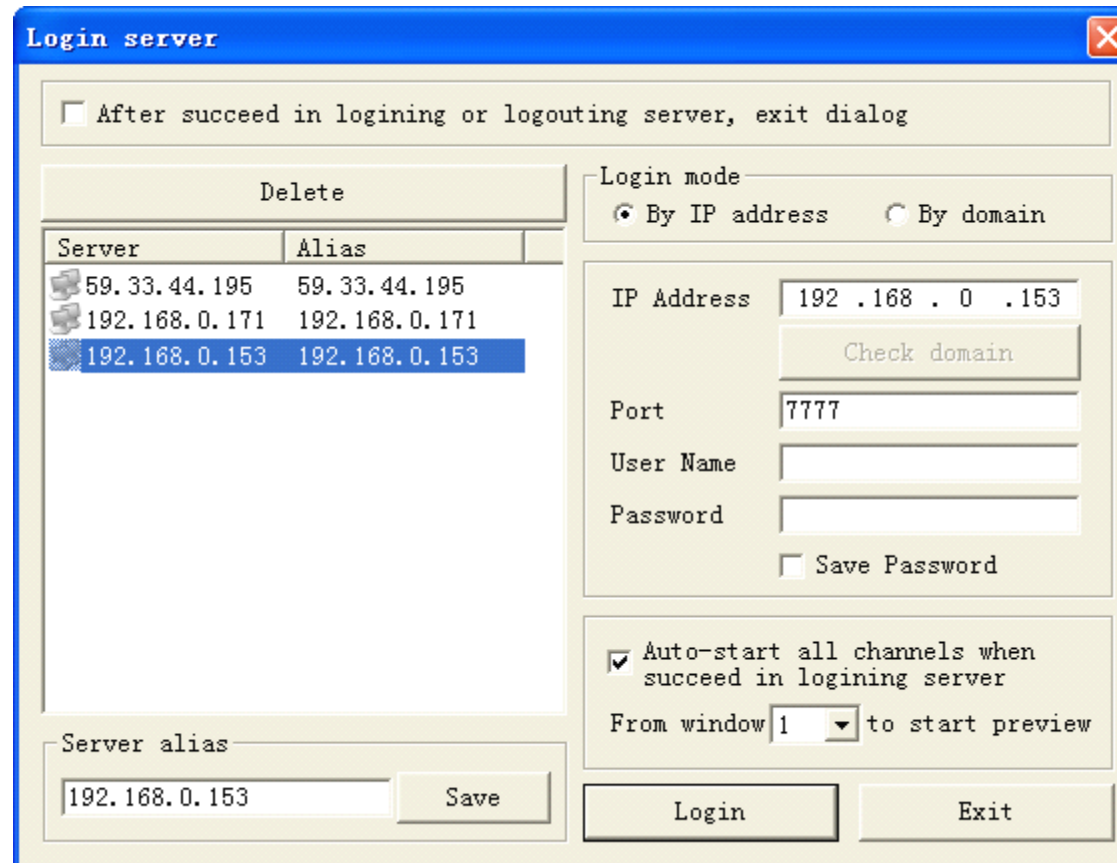 Login server
After succeed in logining or logouting server, exit dialog
Delete
Server Alias
59.33.44.195 59.33.44.195
192.168.0.171 192.168.0.171
192.168.0.153 192.168.0.153
Server alias
192.168.0.153 Save
Login mode
By IP address By domain
IP Address 192 .168 . 0 .153
Check domain
Port 7777
User Name
Password
Save Password
Auto-start all channels when
succeed in logining server
From window 1 to start preview
Login Exit